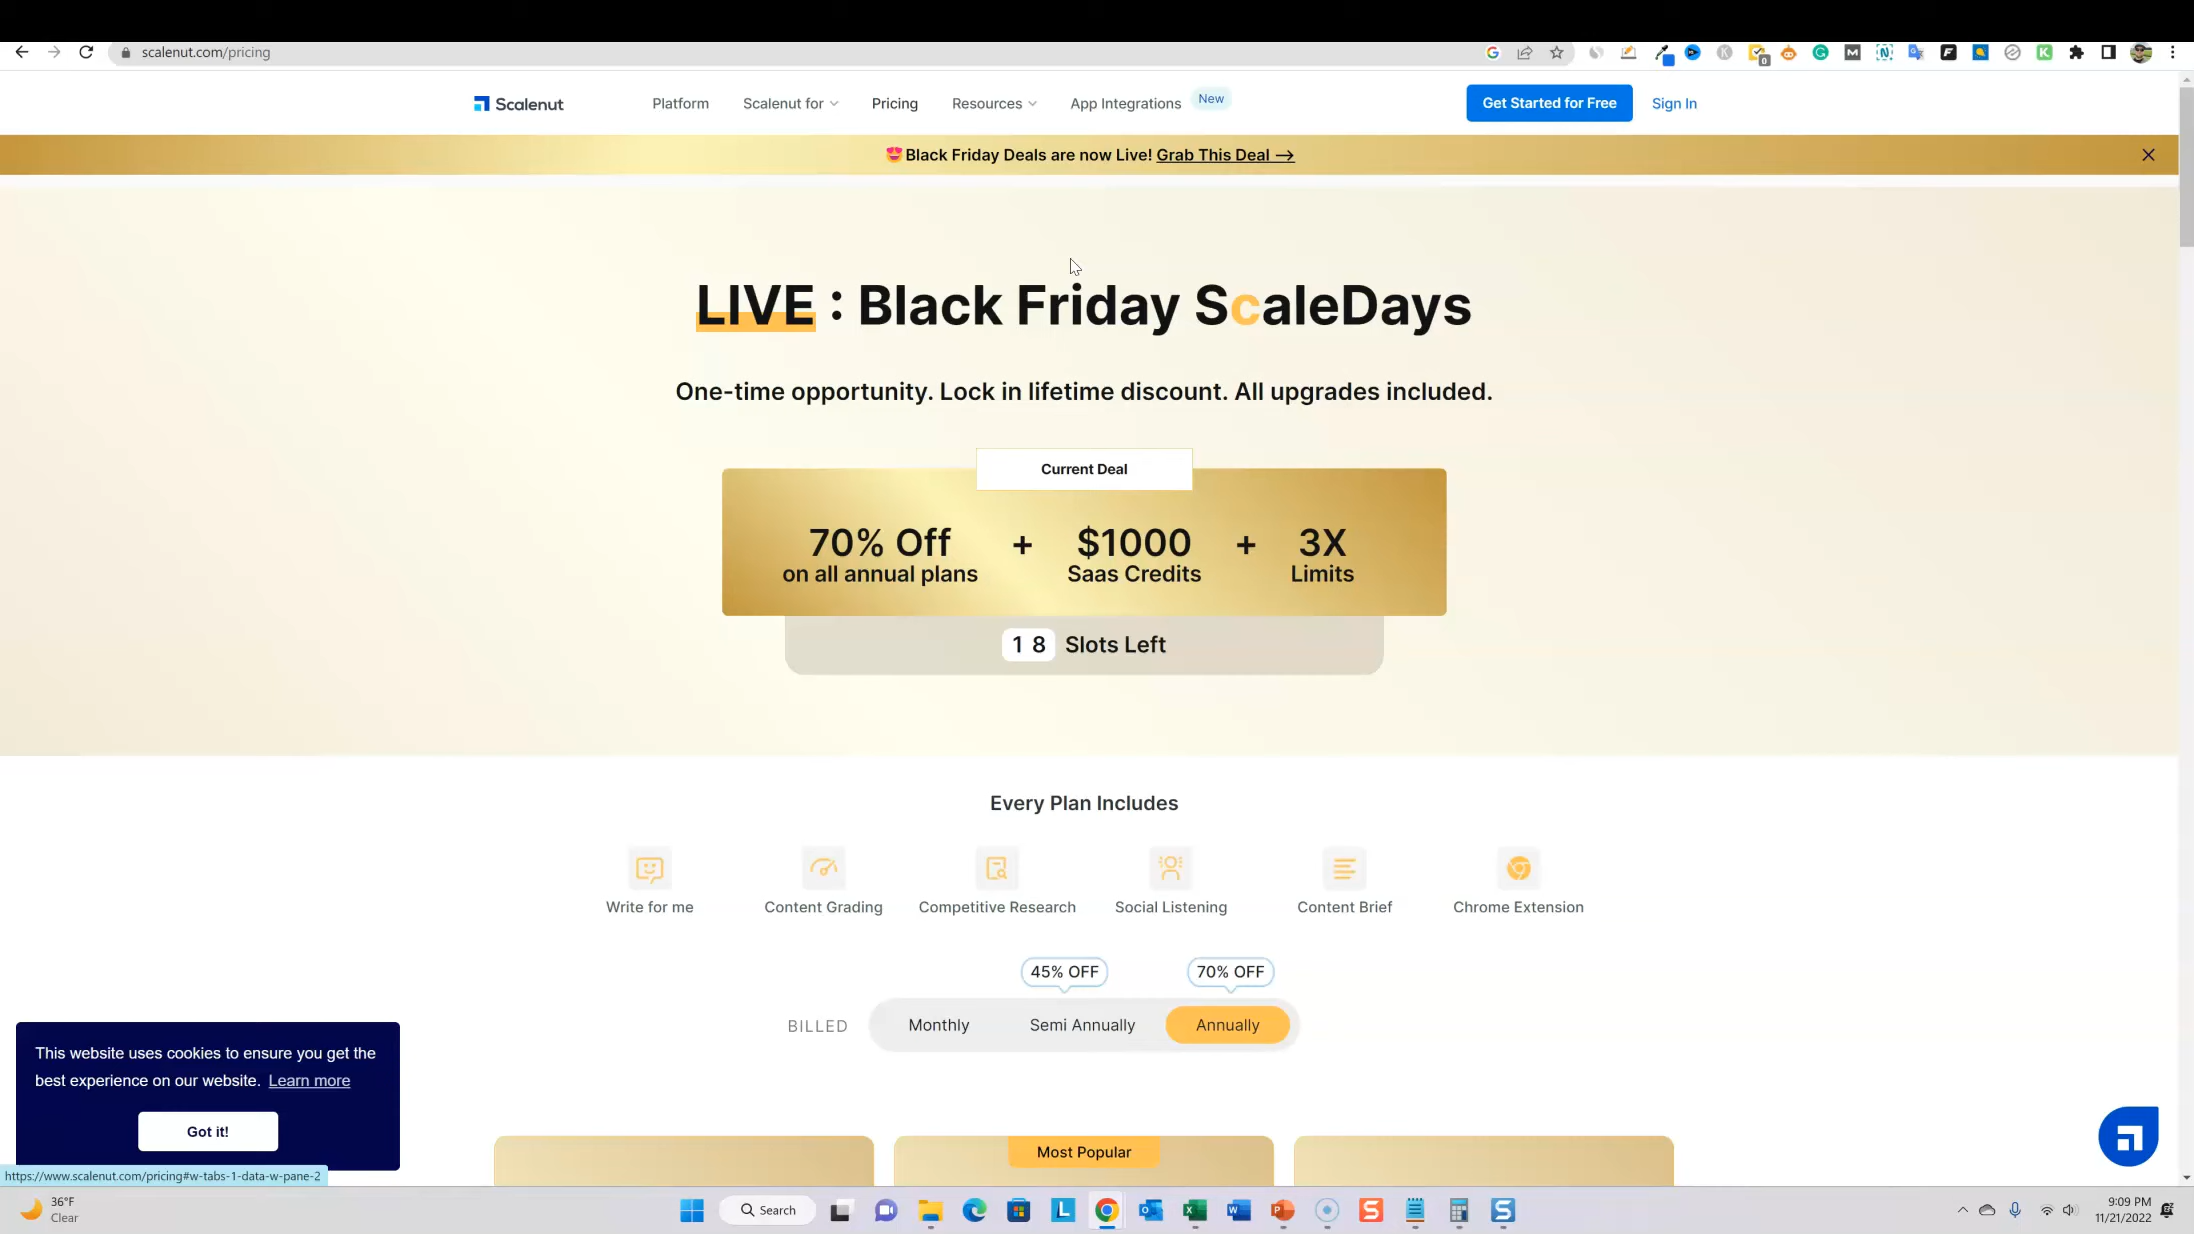 scalenut.com/pricing
Scalenut
Platform
Scalenut for
Pricing
Resources
App Integrations
New
Get Started for Free
Sign In
Black Friday Deals are now Live! Grab This Deal →
LIVE : Black Friday ScaleDays
One-time opportunity. Lock in lifetime discount. All upgrades included.
Current Deal
70% Off + $1000 + 3X
on all annual plans Saas Credits Limits
1 8 Slots Left
Every Plan Includes
Write for me
Content Grading
Competitive Research
Social Listening
Content Brief
Chrome Extension
45% OFF
70% OFF
BILLED
Monthly
Semi Annually
Annually
This website uses cookies to ensure you get the
best experience on our website. Learn more
Got it!
Most Popular
https://www.scalenut.com/pricing#w-tabs-1-data-w-pane-2
36°F
Clear
Search
9:09 PM
11/21/2022